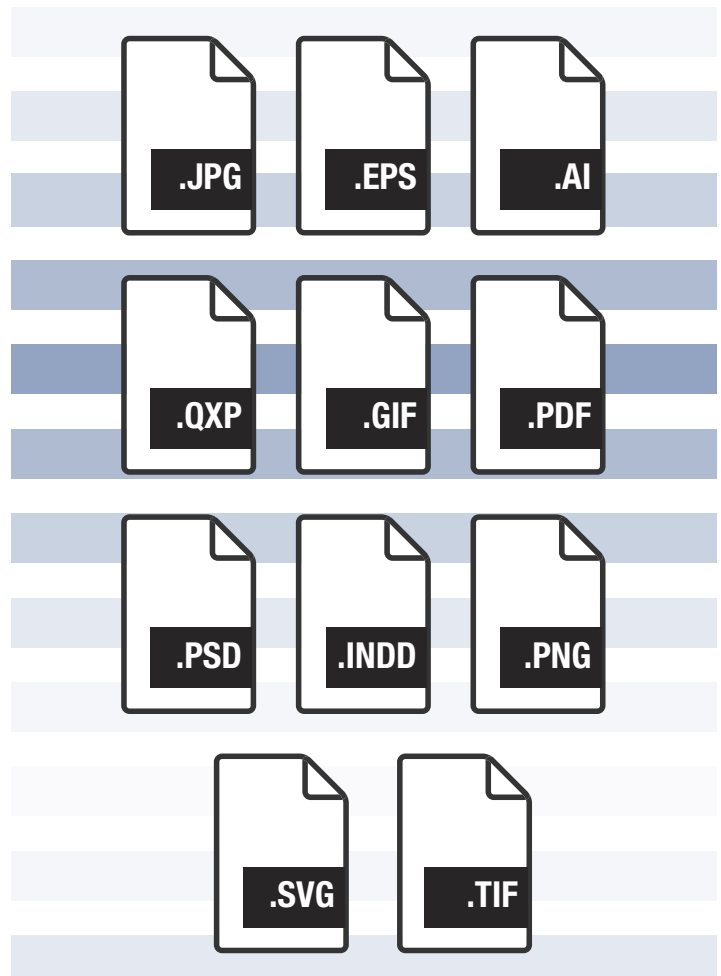 .JPG .EPS .AI
.QXP .GIF .PDF
.PSD .INDD .PNG
.SVG .TIF